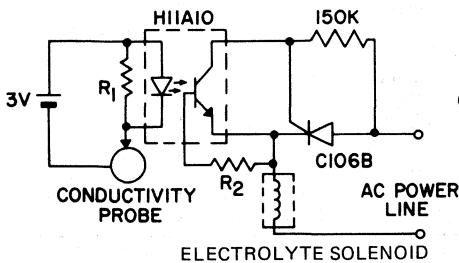 H11A10
150K
R1
3V
C106B
R2
CONDUCTIVITY
PROBE
AC POWER
LINE
ELECTROLYTE SOLENOID